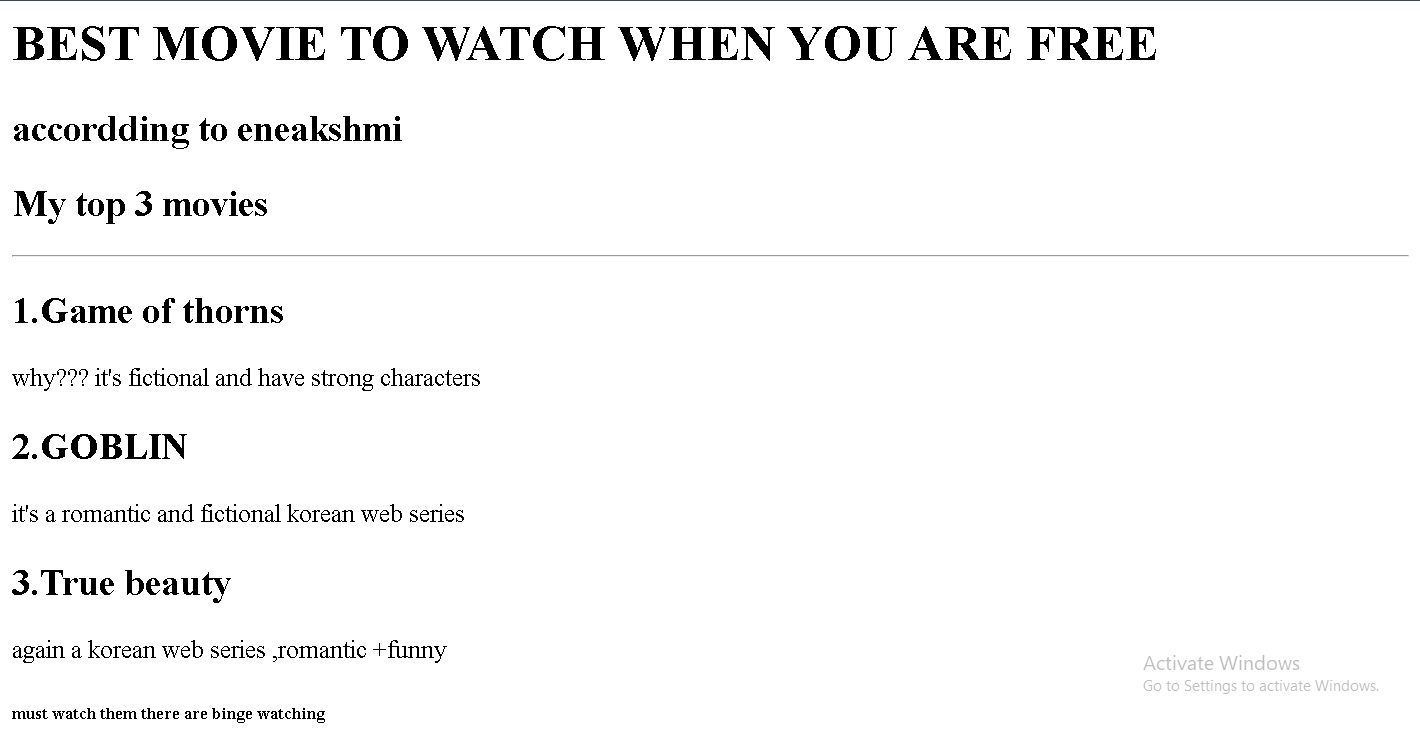 BEST MOVIE TO WATCH WHEN YOU ARE FREE
accordding to eneakshmi
My top 3 movies
1.Game of thorns
why??? it's fictional and have strong characters
2.GOBLIN
it's a romantic and fictional korean web series
3.True beauty
again a korean web series ,romantic +funny
Activate Windows
Go to Settings to activate Windows.
must watch them there are binge watching